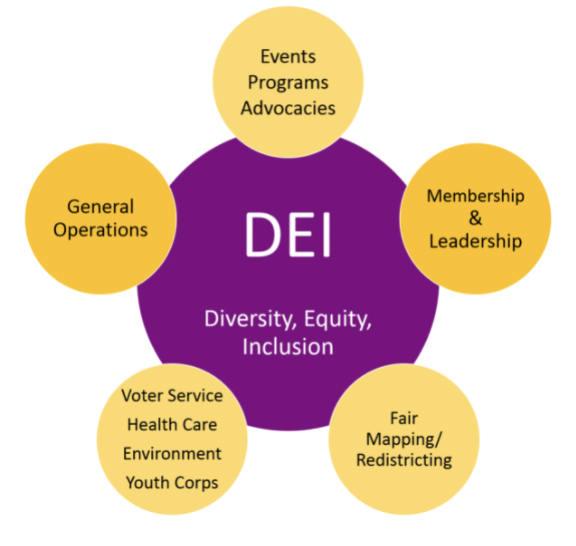 Events
Programs
Advocacies
General
Operations
Membership
&
Leadership
DEI
Diversity, Equity,
Inclusion
Voter Service
Health Care
Environment
Youth Corps
Fair
Mapping/
Redistricting